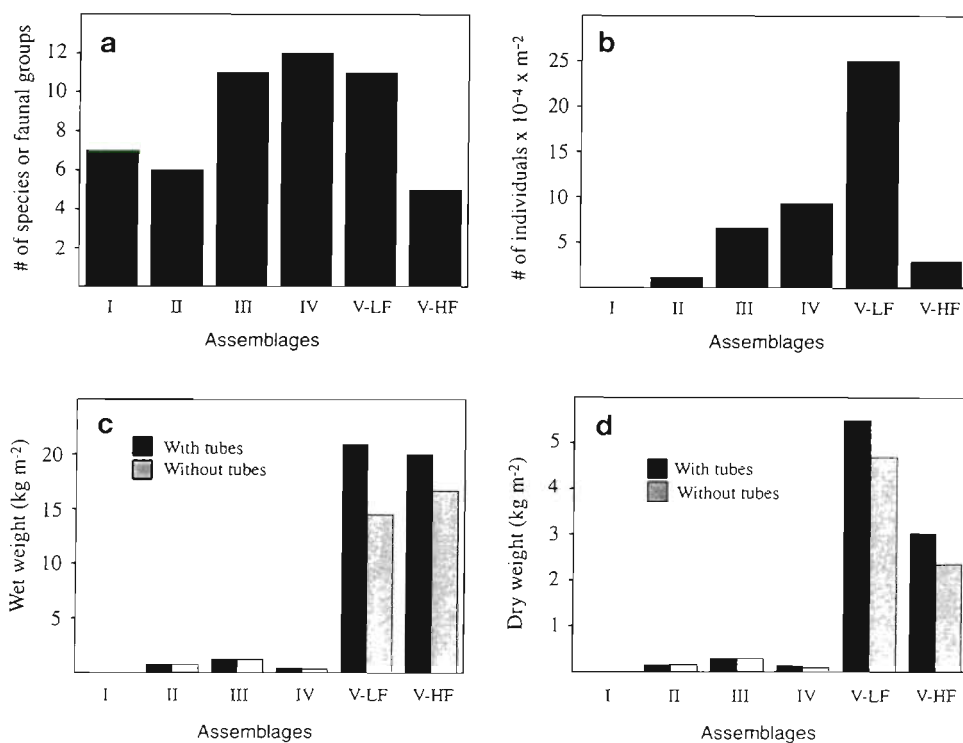 a
# of species or faunal groups
12
10
8
6
4
2
I II III IV V-LF V-HF
Assemblages
b
# of individuals x 10⁻⁴ x m⁻²
25
20
15
10
5
I II III IV V-LF V-HF
Assemblages
c
With tubes
Without tubes
Wet weight (kg m⁻²)
20
15
10
5
I II III IV V-LF V-HF
Assemblages
d
With tubes
Without tubes
Dry weight (kg m⁻²)
5
4
3
2
1
I II III IV V-LF V-HF
Assemblages